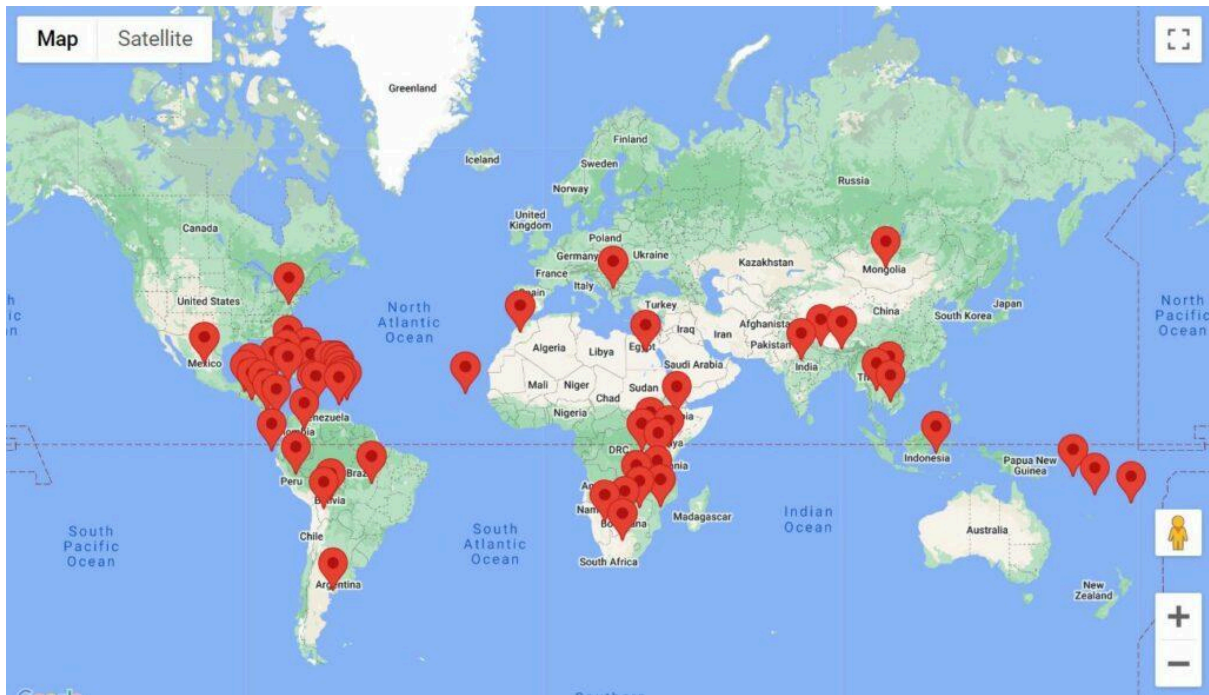 Map Satellite
Greenland
Iceland
Finland
Sweden
Norway
Russia
Canada
United
Kingdom
Poland
Germany
Ukraine
France
Italy
Spain
Kazakhstan
Mongolia
United States
North
Atlantic
Ocean
Turkey
North
Pacific
Ocean
Japan
South Korea
China
Afghanistan
Iraq
Iran
Pakistan
Algeria
Libya
Egypt
Mexico
Saudi Arabia
India
Mali
Niger
Sudan
Chad
Nigeria
DRC
Indonesia
Papua New
Guinea
Peru
Bolivia
Madagascar
Indian
Ocean
South
Pacific
Ocean
Chile
South
Atlantic
Ocean
Australia
South Africa
Argentina
New
Zealand
+
−